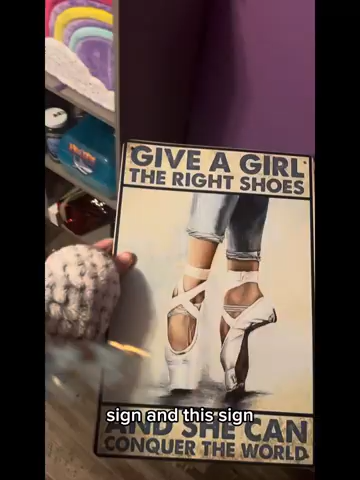 GIVE A GIRL
THE RIGHT SHOES
sign and this sign
AND SHE CAN
CONQUER THE WORLD